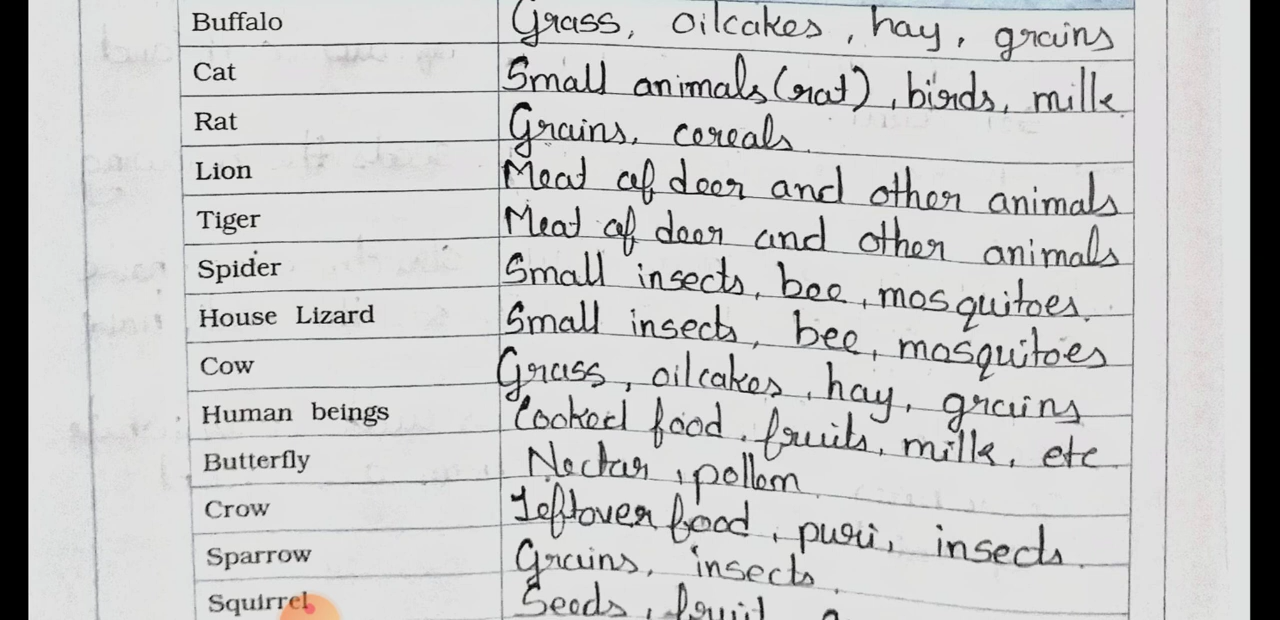 Buffalo Grass, oilcakes, hay, grains
Cat Small animals (rat), birds, milk
Rat Grains, cereals.
Lion Meat of deer and other animals
Tiger Meat of deer and other animals
Spider Small insects, bee, mosquitoes.
House Lizard Small insects, bee, mosquitoes
Cow Grass, oilcakes, hay, grains
Human beings Cooked food, fruits, milk, etc.
Butterfly Nectar, pollen.
Crow Leftover food, puri, insects.
Sparrow Grains, insects.
Squirrel Seeds, fruit